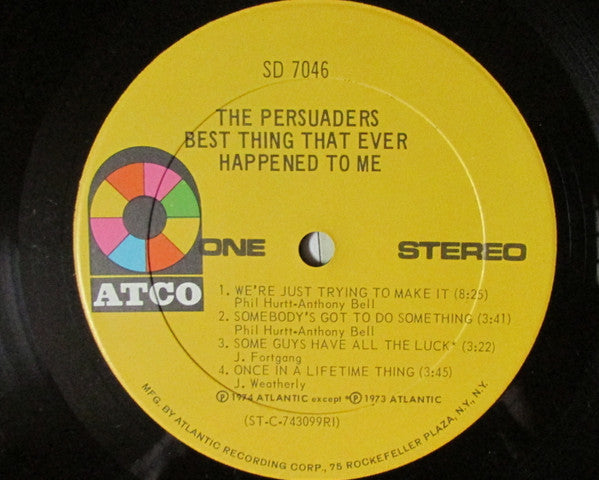 SD 7046
THE PERSUADERS
BEST THING THAT EVER
HAPPENED TO ME
ONE
STEREO
ATCO
1. WE'RE JUST TRYING TO MAKE IT (8:25)
Phil Hurtt-Anthony Bell
2. SOMEBODY'S GOT TO DO SOMETHING (3:41)
Phil Hurtt-Anthony Bell
3. SOME GUYS HAVE ALL THE LUCK* (3:22)
J. Fortgang
4. ONCE IN A LIFETIME THING (3:45)
J. Weatherly
Ⓟ1974 ATLANTIC except *Ⓟ1973 ATLANTIC
(ST-C-743099RI)
MFG. BY ATLANTIC RECORDING CORP., 75 ROCKEFELLER PLAZA, N.Y., N.Y.